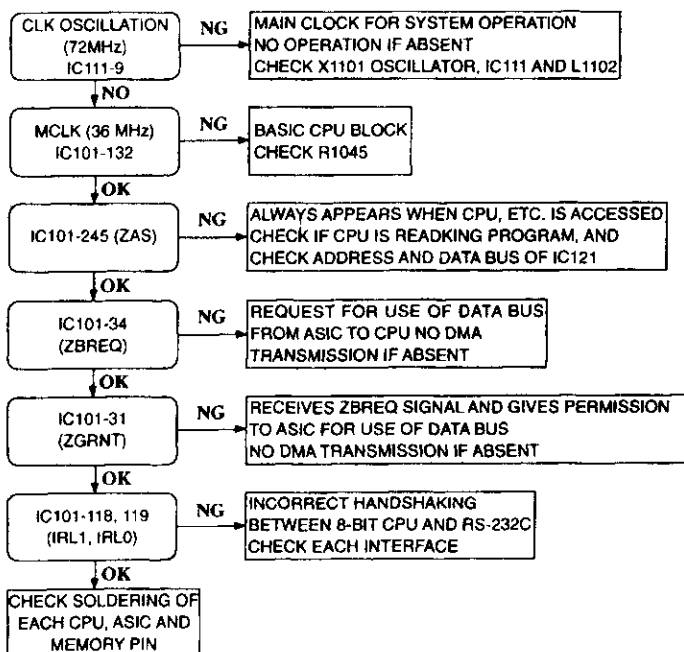 CLK OSCILLATION
(72MHz)
IC111-9
NG
MAIN CLOCK FOR SYSTEM OPERATION
NO OPERATION IF ABSENT
CHECK X1101 OSCILLATOR, IC111 AND L1102
NO
MCLK (36 MHz)
IC101-132
NG
BASIC CPU BLOCK
CHECK R1045
OK
IC101-245 (ZAS)
NG
ALWAYS APPEARS WHEN CPU, ETC. IS ACCESSED
CHECK IF CPU IS READKING PROGRAM, AND
CHECK ADDRESS AND DATA BUS OF IC121
OK
IC101-34
(ZBREQ)
NG
REQUEST FOR USE OF DATA BUS
FROM ASIC TO CPU NO DMA
TRANSMISSION IF ABSENT
OK
IC101-31
(ZGRNT)
NG
RECEIVES ZBREQ SIGNAL AND GIVES PERMISSION
TO ASIC FOR USE OF DATA BUS
NO DMA TRANSMISSION IF ABSENT
OK
IC101-118, 119
(IRL1, IRL0)
NG
INCORRECT HANDSHAKING
BETWEEN 8-BIT CPU AND RS-232C
CHECK EACH INTERFACE
OK
CHECK SOLDERING OF
EACH CPU, ASIC AND
MEMORY PIN